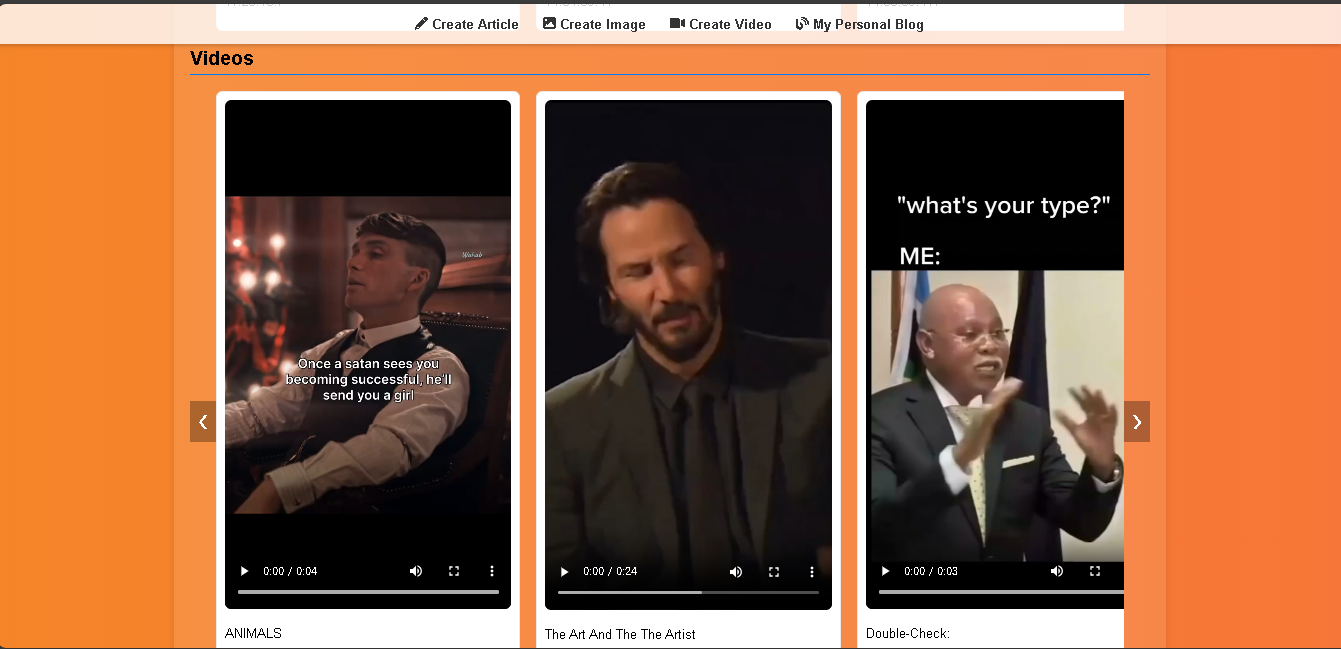 Create Article Create Image Create Video My Personal Blog
Videos
Wahab
Once a satan sees you
becoming successful, he'll
send you a girl
0:00 / 0:04
ANIMALS
0:00 / 0:24
The Art And The The Artist
"what's your type?"
ME:
0:00 / 0:03
Double-Check: